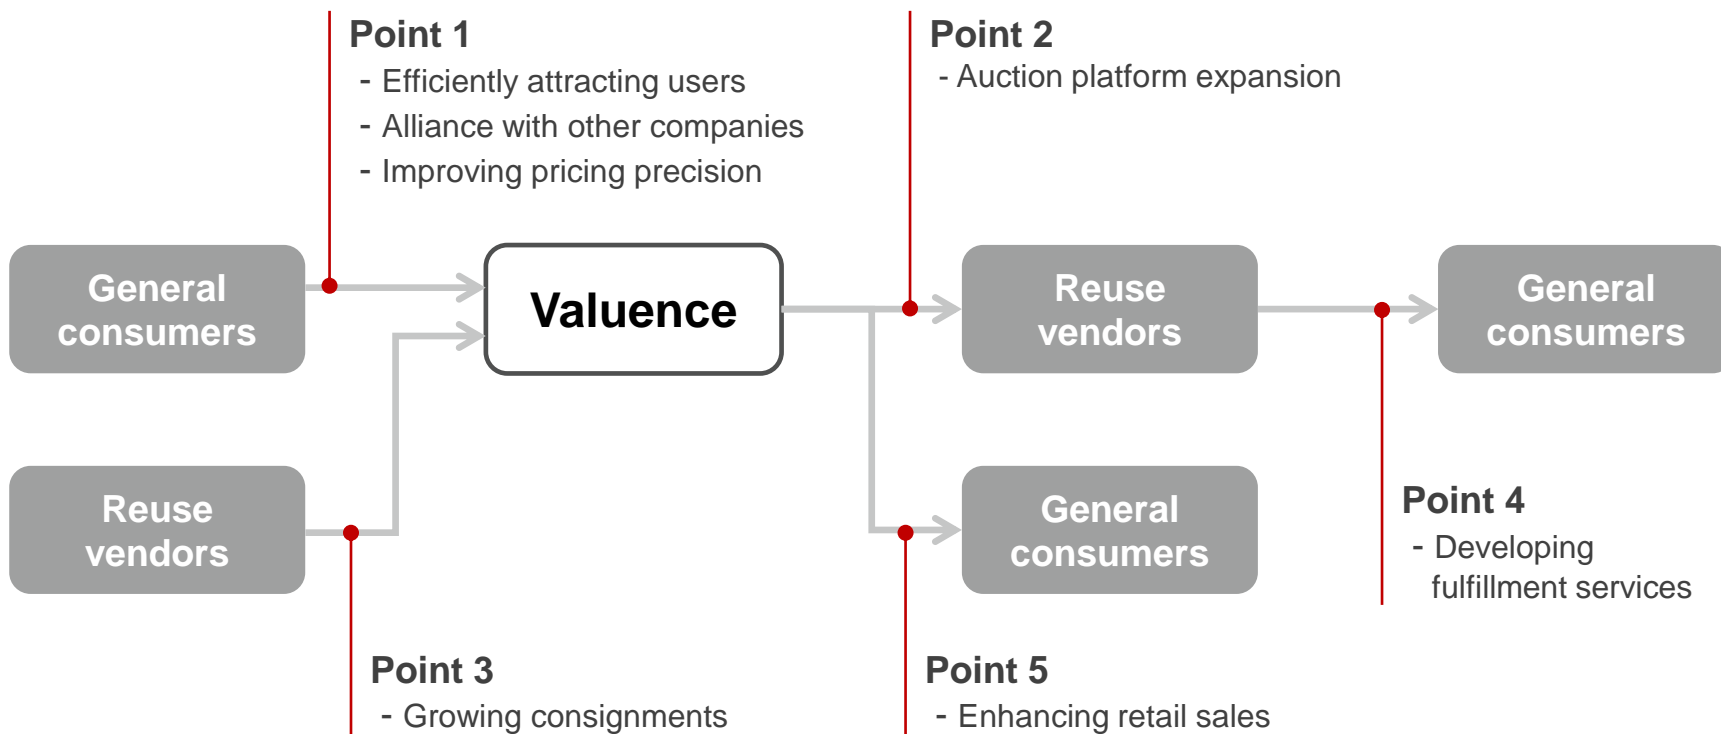 Point 1
- Efficiently attracting users
- Alliance with other companies
- Improving pricing precision
Point 2
- Auction platform expansion
General
consumers
Valuence
Reuse
vendors
General
consumers
Reuse
vendors
General
consumers
Point 4
- Developing
fulfillment services
Point 3
- Growing consignments
Point 5
- Enhancing retail sales